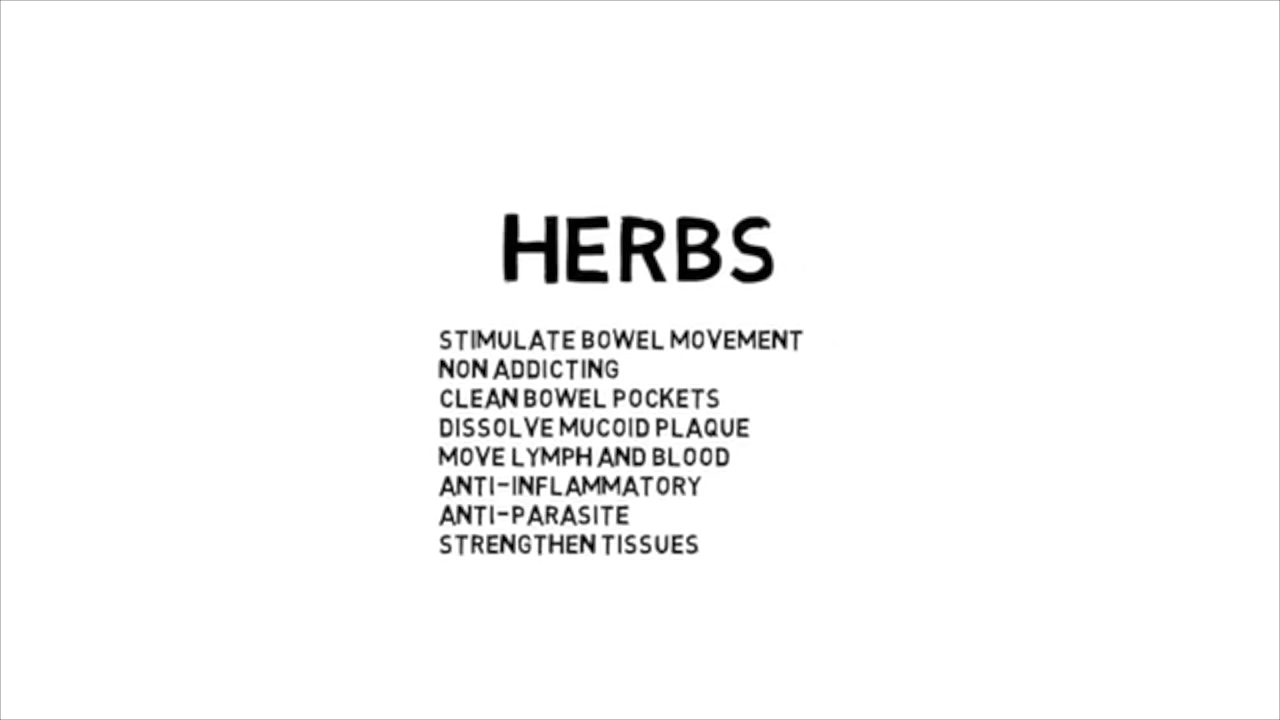 HERBS
STIMULATE BOWEL MOVEMENT
NON ADDICTING
CLEAN BOWEL POCKETS
DISSOLVE MUCOID PLAQUE
MOVE LYMPH AND BLOOD
ANTI-INFLAMMATORY
ANTI-PARASITE
STRENGTHEN TISSUES